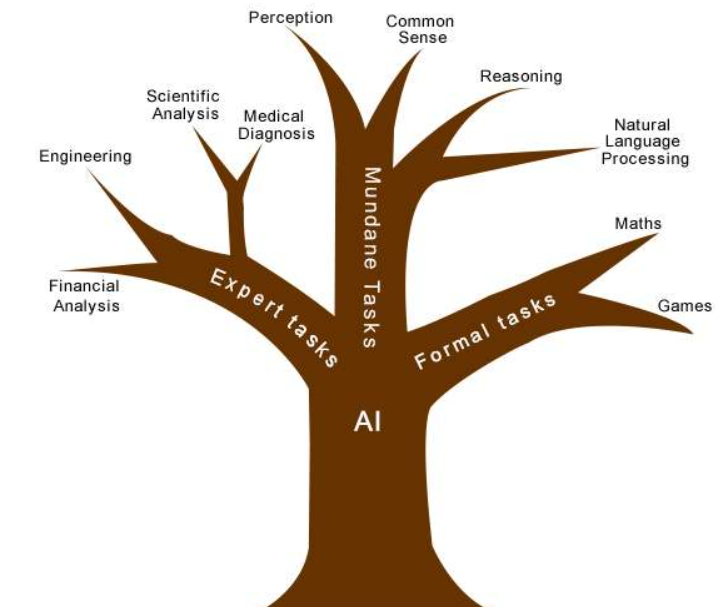 Perception
Common
Sense
Reasoning
Scientific
Analysis
Medical
Diagnosis
Natural
Language
Processing
Engineering
Mundane Tasks
Maths
Financial
Analysis
Expert tasks
Formal tasks
Games
AI